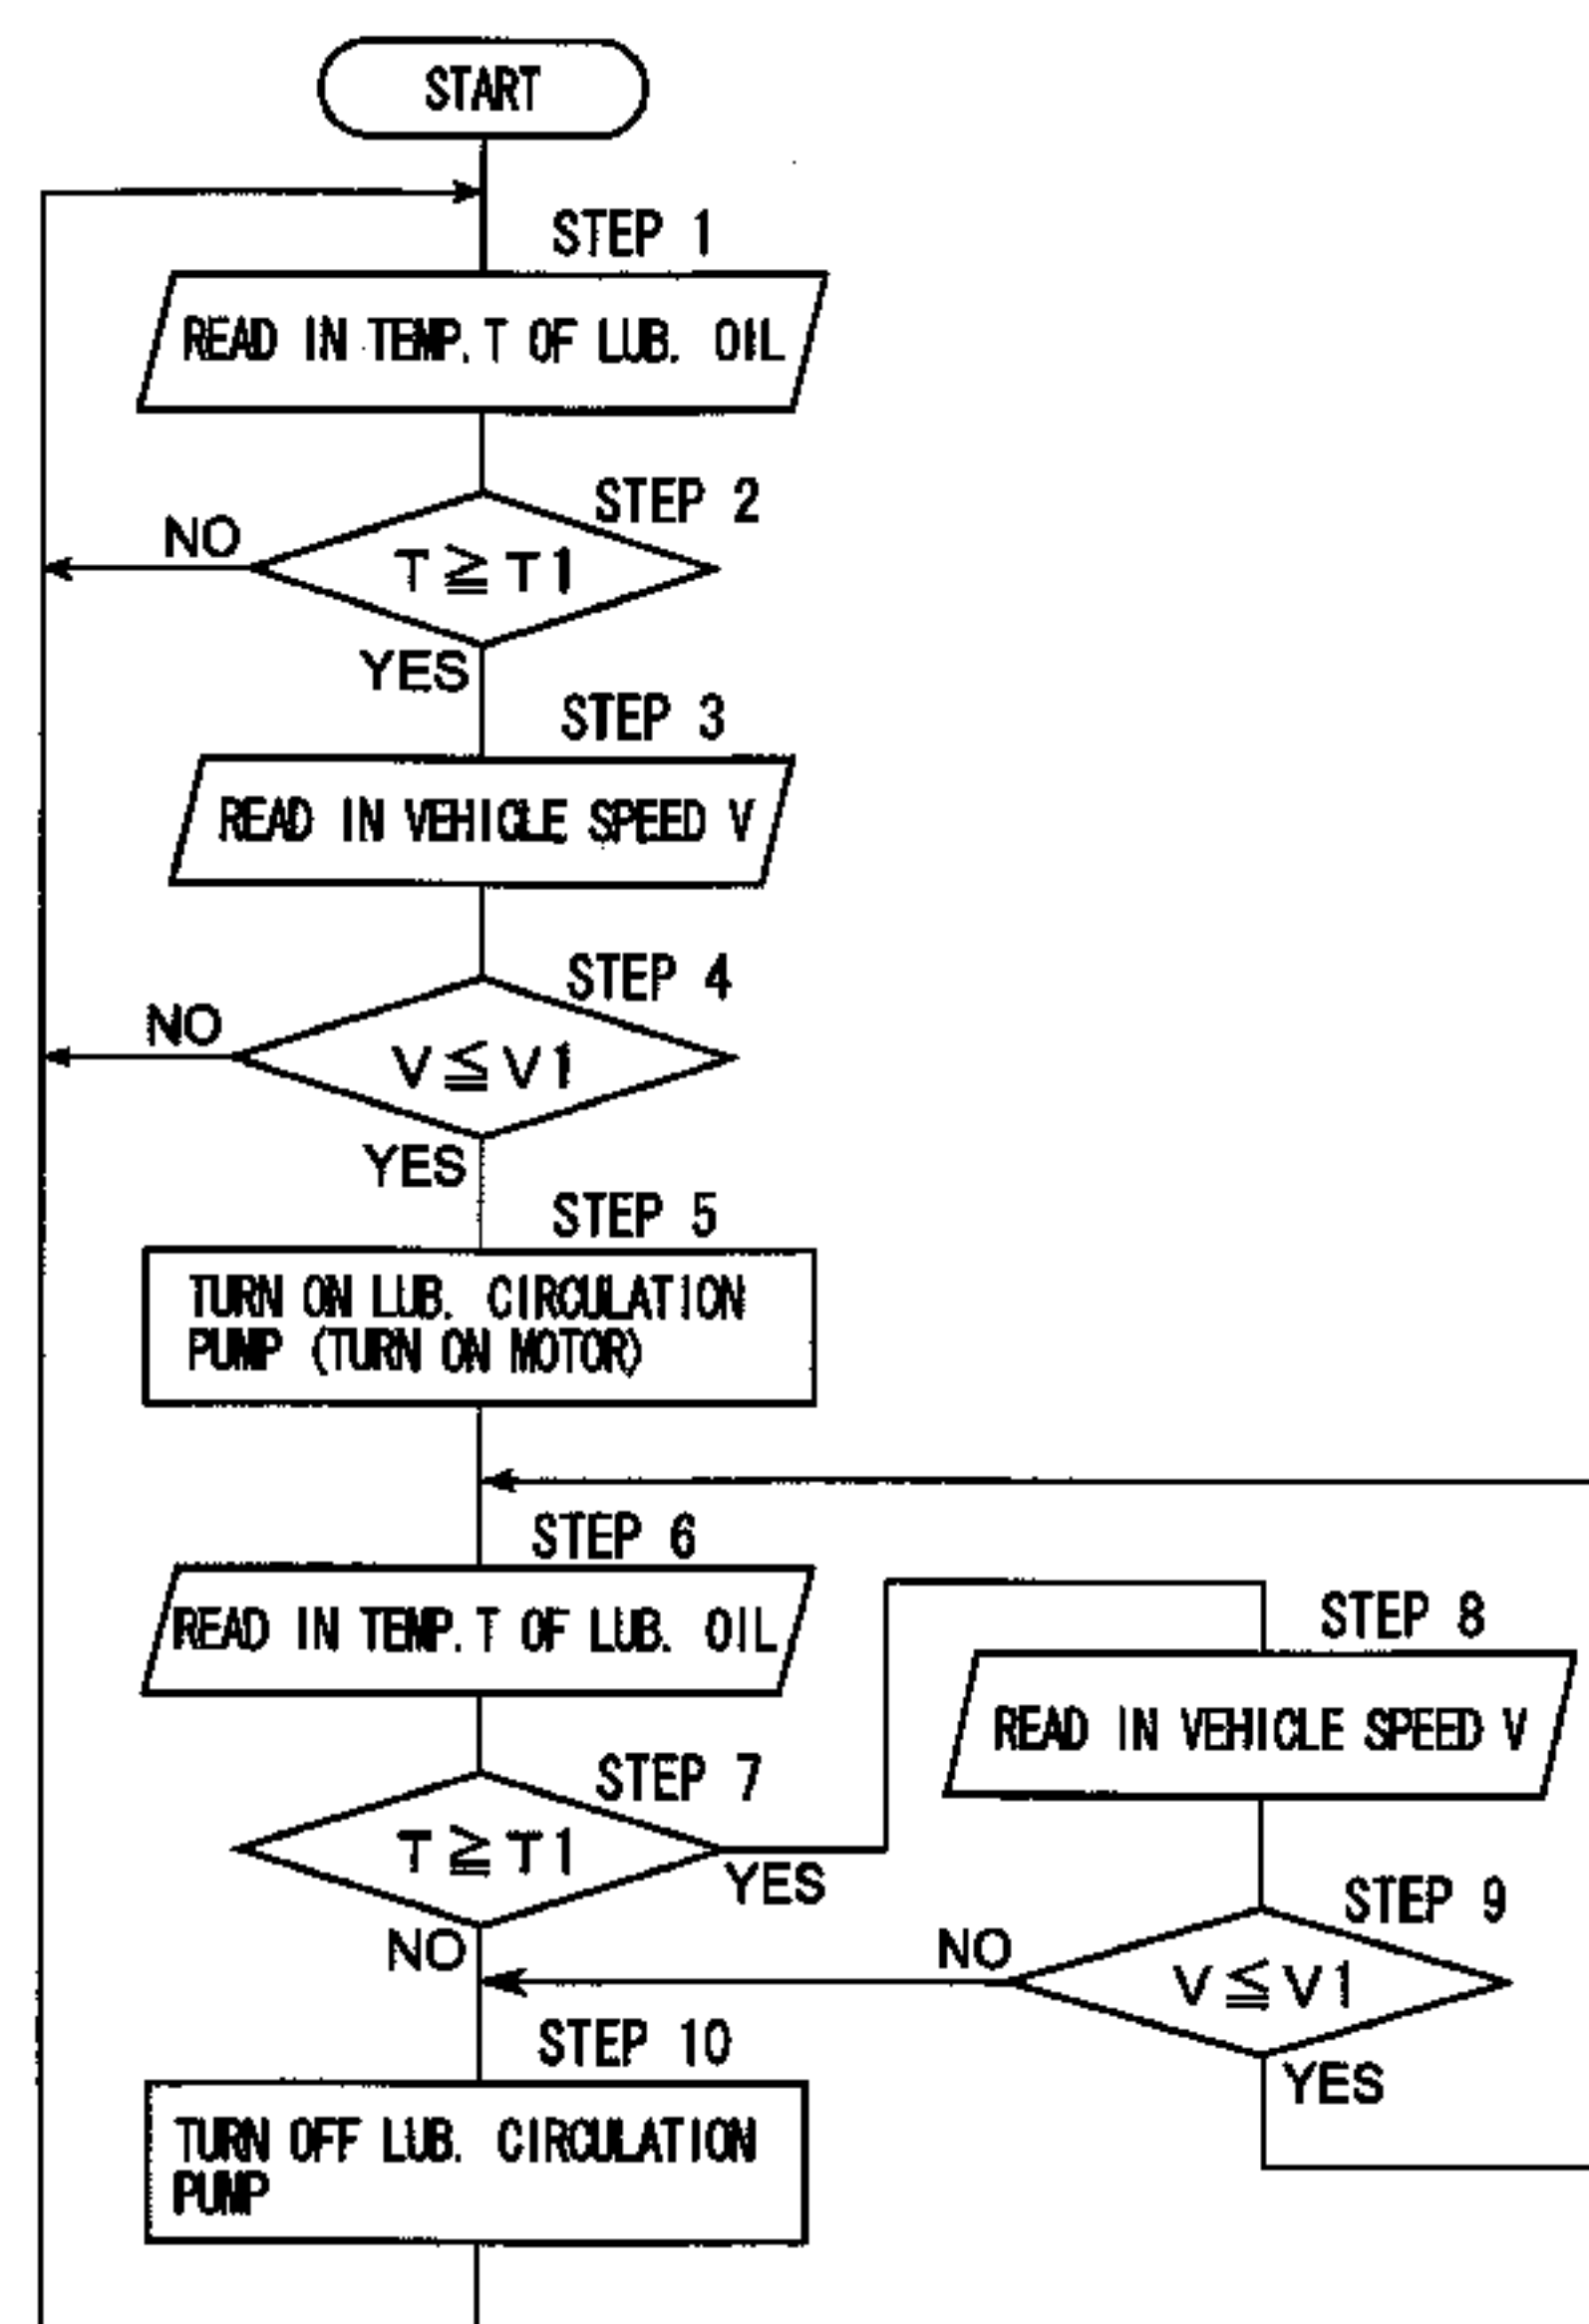 START
STEP 1
READ IN TEMP. T OF LUB. OIL
STEP 2
NO
T ≧ T1
YES
STEP 3
READ IN VEHICLE SPEED V
STEP 4
NO
V ≦ V1
YES
STEP 5
TURN ON LUB. CIRCULATION
PUMP (TURN ON MOTOR)
STEP 6
READ IN TEMP. T OF LUB. OIL
STEP 7
T ≧ T1
YES
NO
STEP 8
READ IN VEHICLE SPEED V
STEP 9
NO
V ≦ V1
YES
STEP 10
TURN OFF LUB. CIRCULATION
PUMP